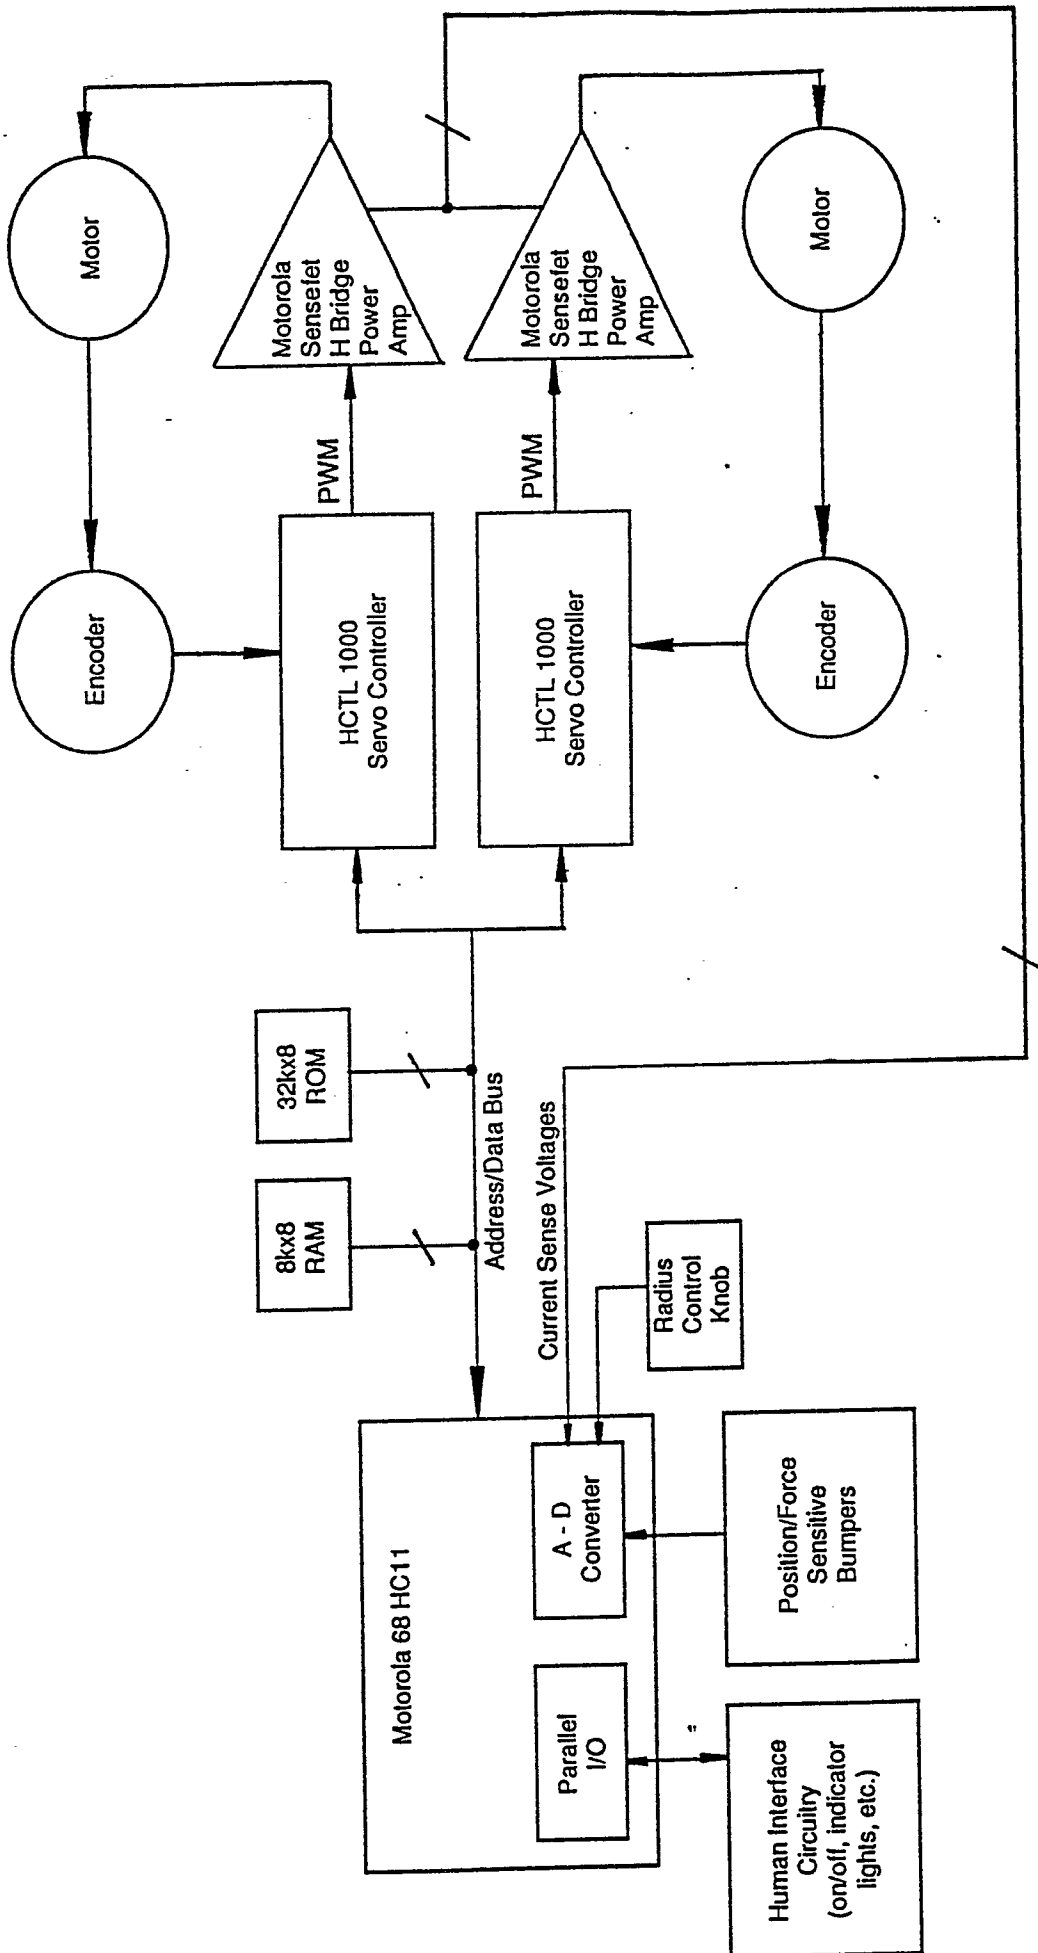 Motorola 68 HC11
Parallel
I/O
A - D
Converter
Human Interface
Circuitry
(on/off, indicator
lights, etc.)
Position/Force
Sensitive
Bumpers
Radius
Control
Knob
8kx8
RAM
32kx8
ROM
Address/Data Bus
Current Sense Voltages
HCTL 1000
Servo Controller
HCTL 1000
Servo Controller
PWM
PWM
Motorola
Sensefet
H Bridge
Power
Amp
Motorola
Sensefet
H Bridge
Power
Amp
Encoder
Motor
Encoder
Motor